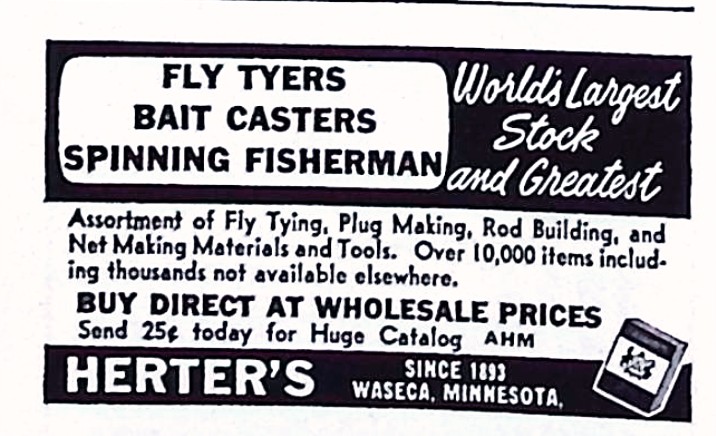 FLY TYERS
BAIT CASTERS
SPINNING FISHERMAN
World's Largest
Stock
and Greatest
Assortment of Fly Tying, Plug Making, Rod Building, and
Net Making Materials and Tools. Over 10,000 items includ-
ing thousands not available elsewhere.
BUY DIRECT AT WHOLESALE PRICES
Send 25¢ today for Huge Catalog AHM
HERTER'S
SINCE 1893
WASECA, MINNESOTA,